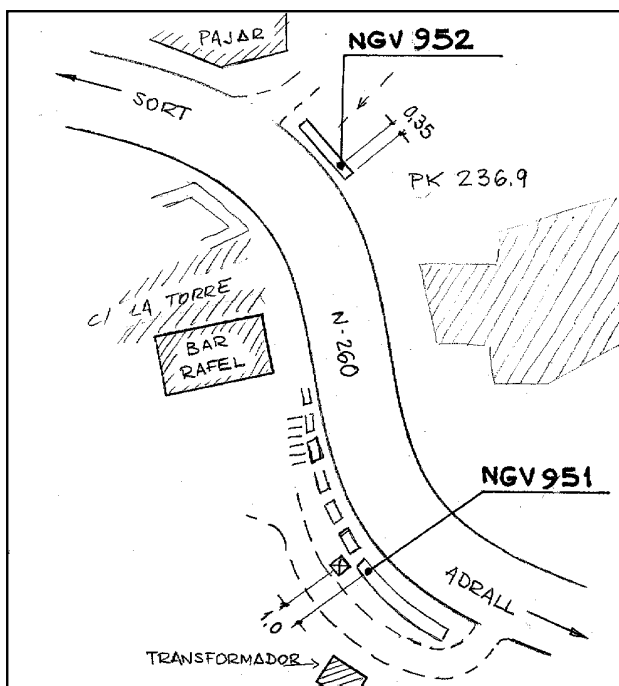 PAJAR
NGV 952
SORT
0,35
PK 236.9
C/ LA TORRE
BAR
RAFEL
N-260
NGV 951
ADRALL
1,0
TRANSFORMADOR